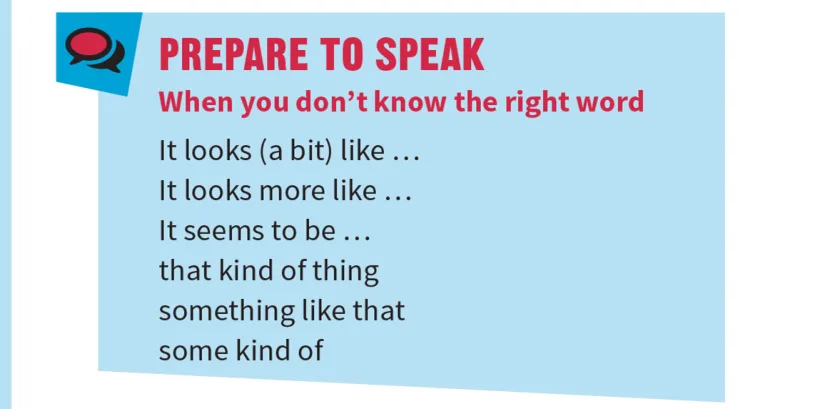 PREPARE TO SPEAK
When you don’t know the right word
It looks (a bit) like …
It looks more like …
It seems to be …
that kind of thing
something like that
some kind of